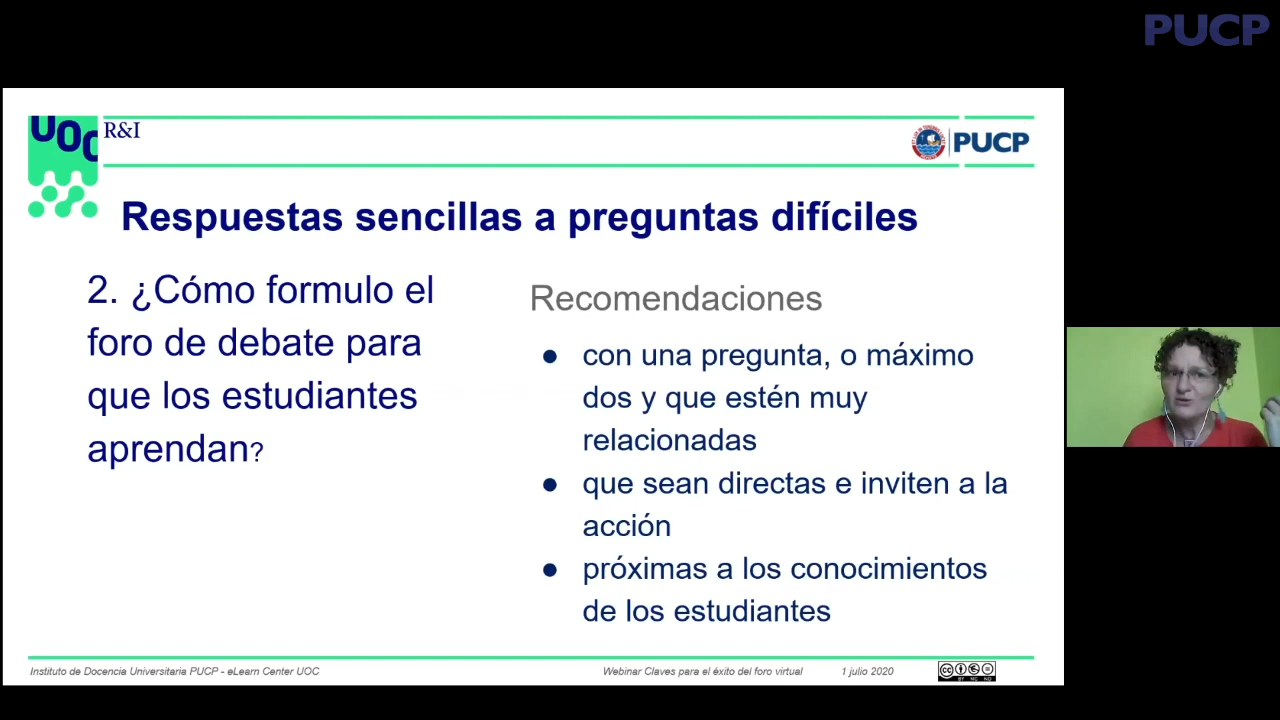 PUCP
UOC
R&I
PUCP
Respuestas sencillas a preguntas difíciles
2. ¿Cómo formulo el
foro de debate para
que los estudiantes
aprendan?
Recomendaciones
● con una pregunta, o máximo
dos y que estén muy
relacionadas
● que sean directas e inviten a la
acción
● próximas a los conocimientos
de los estudiantes
Instituto de Docencia Universitaria PUCP - eLearn Center UOC
Webinar Claves para el éxito del foro virtual
1 julio 2020
BY NC ND